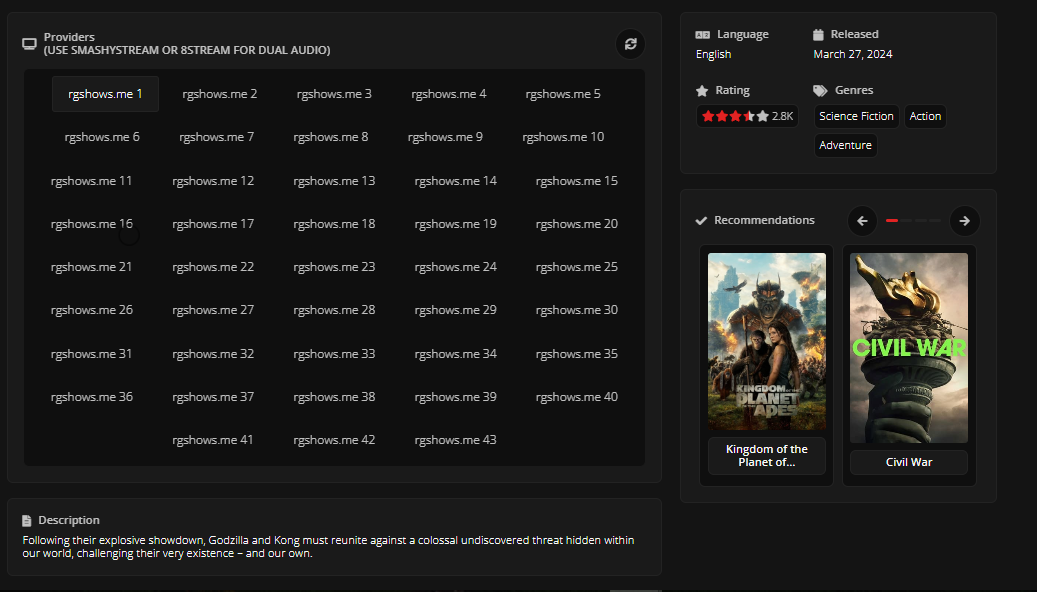 Providers
(USE SMASHYSTREAM OR 8STREAM FOR DUAL AUDIO)
rgshows.me 1
rgshows.me 2
rgshows.me 3
rgshows.me 4
rgshows.me 5
rgshows.me 6
rgshows.me 7
rgshows.me 8
rgshows.me 9
rgshows.me 10
rgshows.me 11
rgshows.me 12
rgshows.me 13
rgshows.me 14
rgshows.me 15
rgshows.me 16
rgshows.me 17
rgshows.me 18
rgshows.me 19
rgshows.me 20
rgshows.me 21
rgshows.me 22
rgshows.me 23
rgshows.me 24
rgshows.me 25
rgshows.me 26
rgshows.me 27
rgshows.me 28
rgshows.me 29
rgshows.me 30
rgshows.me 31
rgshows.me 32
rgshows.me 33
rgshows.me 34
rgshows.me 35
rgshows.me 36
rgshows.me 37
rgshows.me 38
rgshows.me 39
rgshows.me 40
rgshows.me 41
rgshows.me 42
rgshows.me 43
Description
Following their explosive showdown, Godzilla and Kong must reunite against a colossal undiscovered threat hidden within
our world, challenging their very existence – and our own.
Language
English
Released
March 27, 2024
Rating
2.8K
Genres
Science Fiction
Action
Adventure
Recommendations
KINGDOM OF THE
PLANET
OF THE APES
Kingdom of the
Planet of...
CIVIL WAR
Civil War